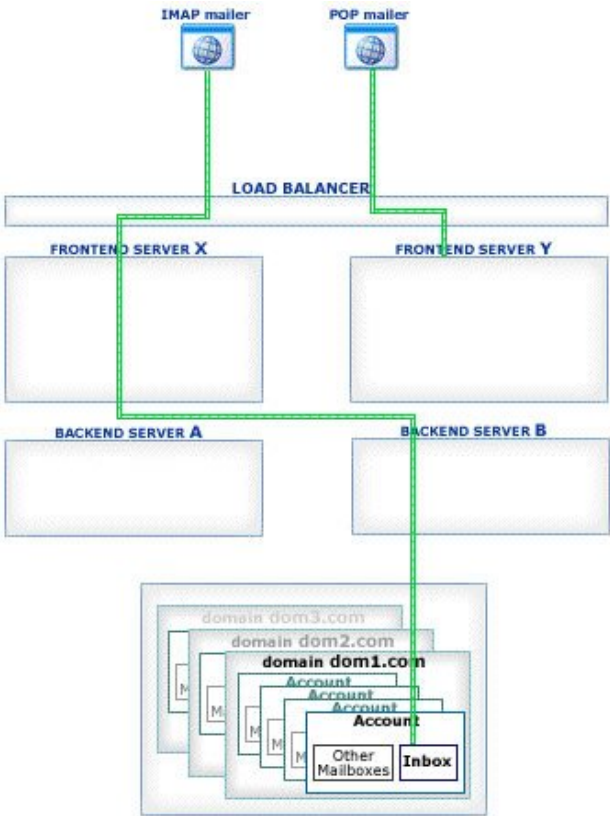 IMAP mailer
POP mailer
LOAD BALANCER
FRONTEND SERVER X
FRONTEND SERVER Y
BACKEND SERVER A
BACKEND SERVER B
domain dom3.com
domain dom2.com
domain dom1.com
Account
Account
Account
Account
M
M
M
M
M
Other
Mailboxes
Inbox